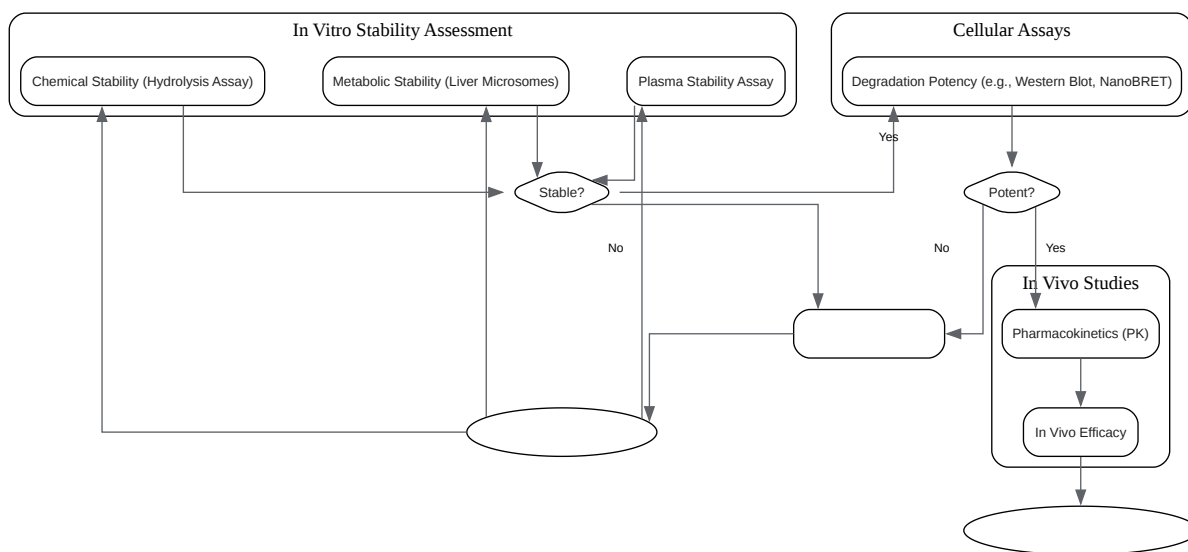 In Vitro Stability Assessment
Cellular Assays
Chemical Stability (Hydrolysis Assay)
Metabolic Stability (Liver Microsomes)
Plasma Stability Assay
Degradation Potency (e.g., Western Blot, NanoBRET)
Yes
Stable?
Potent?
No
No
Yes
In Vivo Studies
Pharmacokinetics (PK)
In Vivo Efficacy